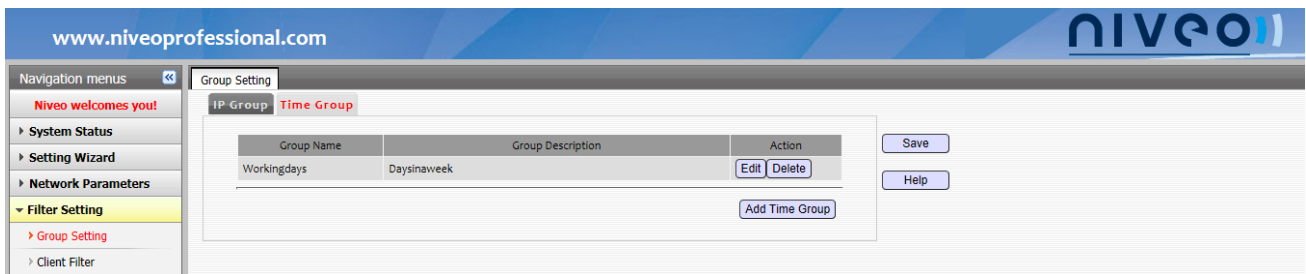 www.niveoprofessional.com
niveo
Navigation menus
Group Setting
Niveo welcomes you!
IP Group Time Group
System Status
Setting Wizard
Network Parameters
Filter Setting
Group Setting
Client Filter
Group Name Group Description Action
Workingdays Daysinaweek Edit Delete
Add Time Group
Save
Help